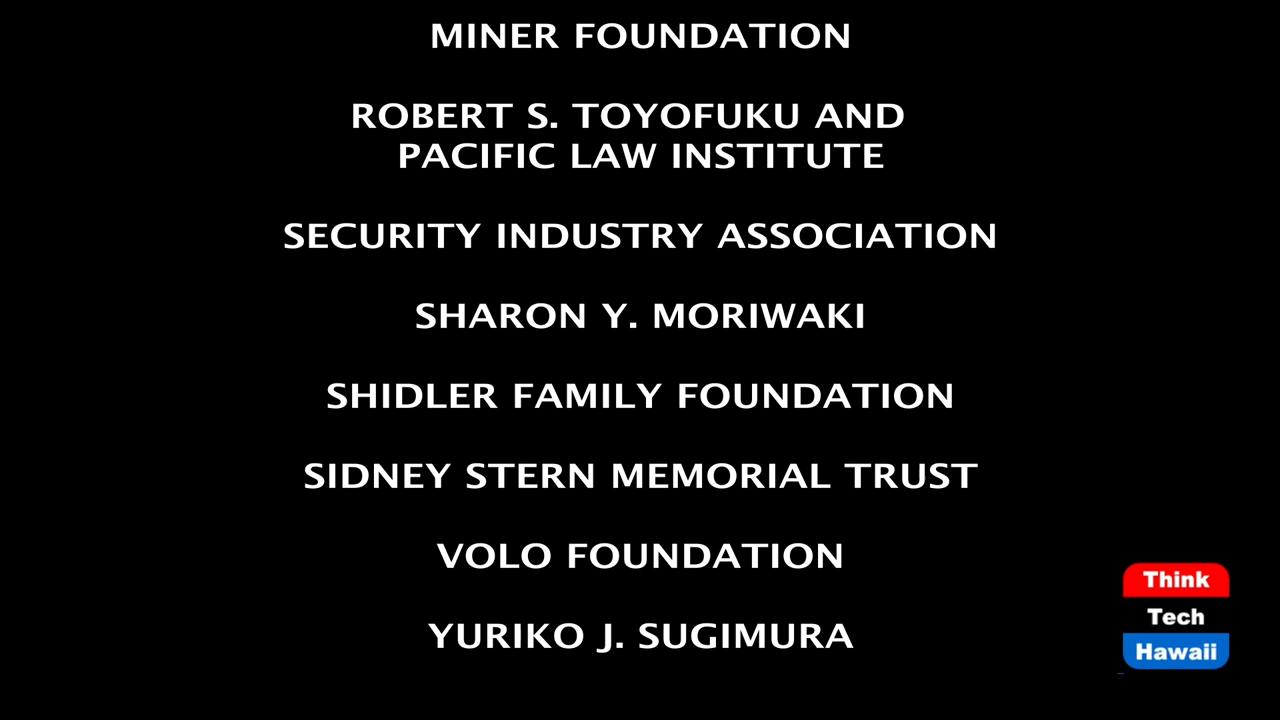 MINER FOUNDATION
ROBERT S. TOYOFUKU AND
PACIFIC LAW INSTITUTE
SECURITY INDUSTRY ASSOCIATION
SHARON Y. MORIWAKI
SHIDLER FAMILY FOUNDATION
SIDNEY STERN MEMORIAL TRUST
VOLO FOUNDATION
YURIKO J. SUGIMURA
Think
Tech
Hawaii